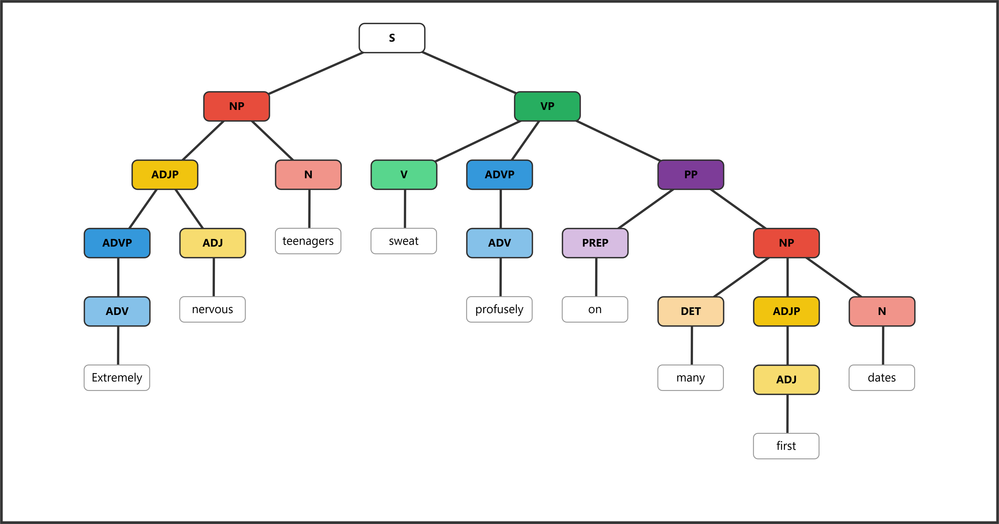 S
NP VP
ADJP N V ADVP PP
ADVP ADJ teenagers sweat ADV PREP NP
ADV nervous profusely on DET ADJP N
Extremely many ADJ dates
first